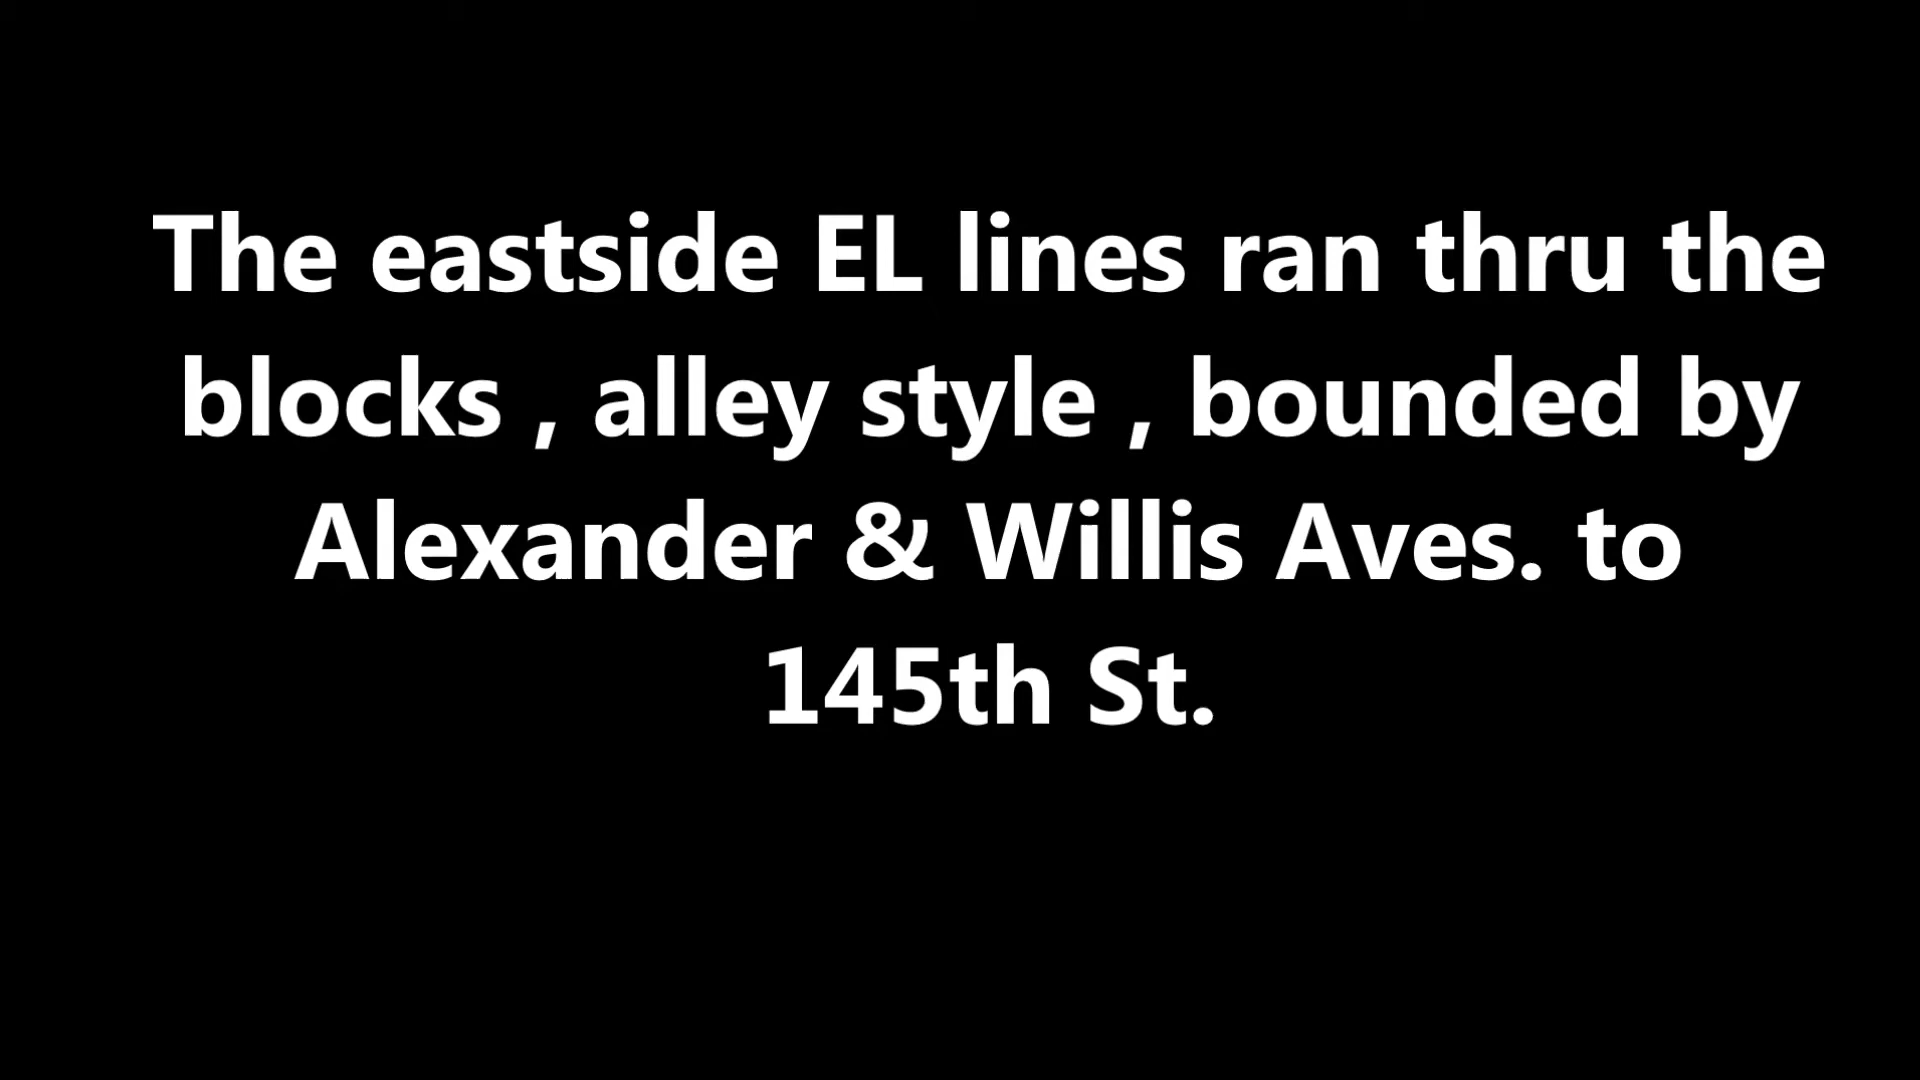 The eastside EL lines ran thru the
blocks , alley style , bounded by
Alexander & Willis Aves. to
145th St.